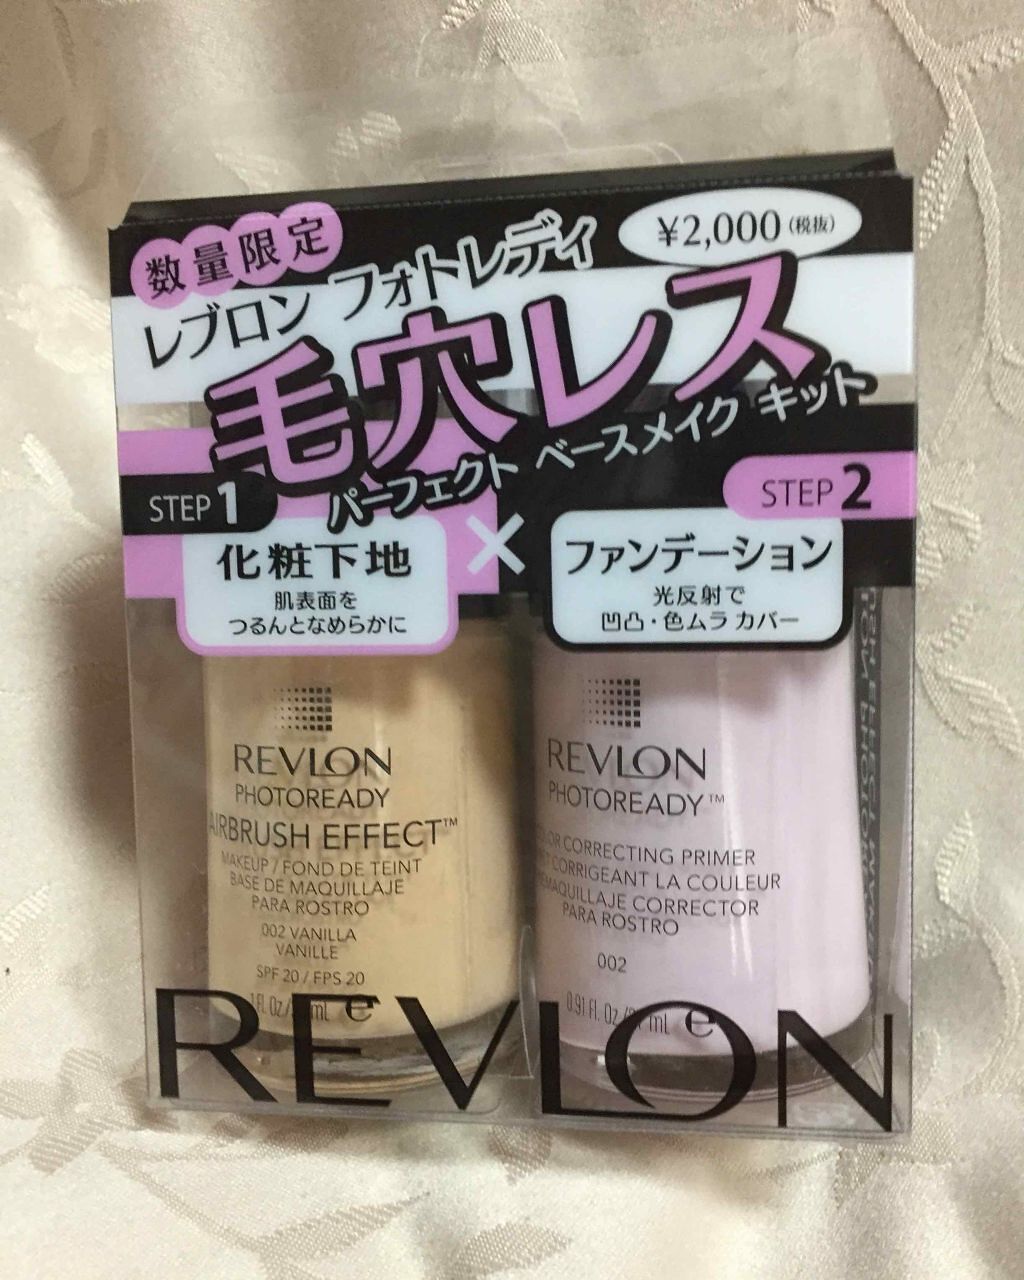 数量限定
¥2,000(税抜)
レブロン フォトレディ
毛穴レス
パーフェクト ベースメイク キット
STEP 1
化粧下地
肌表面を
つるんとなめらかに
×
STEP 2
ファンデーション
光反射で
凹凸・色ムラ カバー
REVLON
PHOTOREADY
AIRBRUSH EFFECT™
MAKEUP / FOND DE TEINT
BASE DE MAQUILLAJE
PARA ROSTRO
002 VANILLA
VANILLE
SPF 20 / FPS 20
1 FL Oz/ mL e
REVLON
PHOTOREADY™
CORRECTING PRIMER
CORRIGEANT LA COULEUR
MAQUILLAJE CORRECTOR
PARA ROSTRO
002
0.91 Fl. Oz/ mL e
REVLON